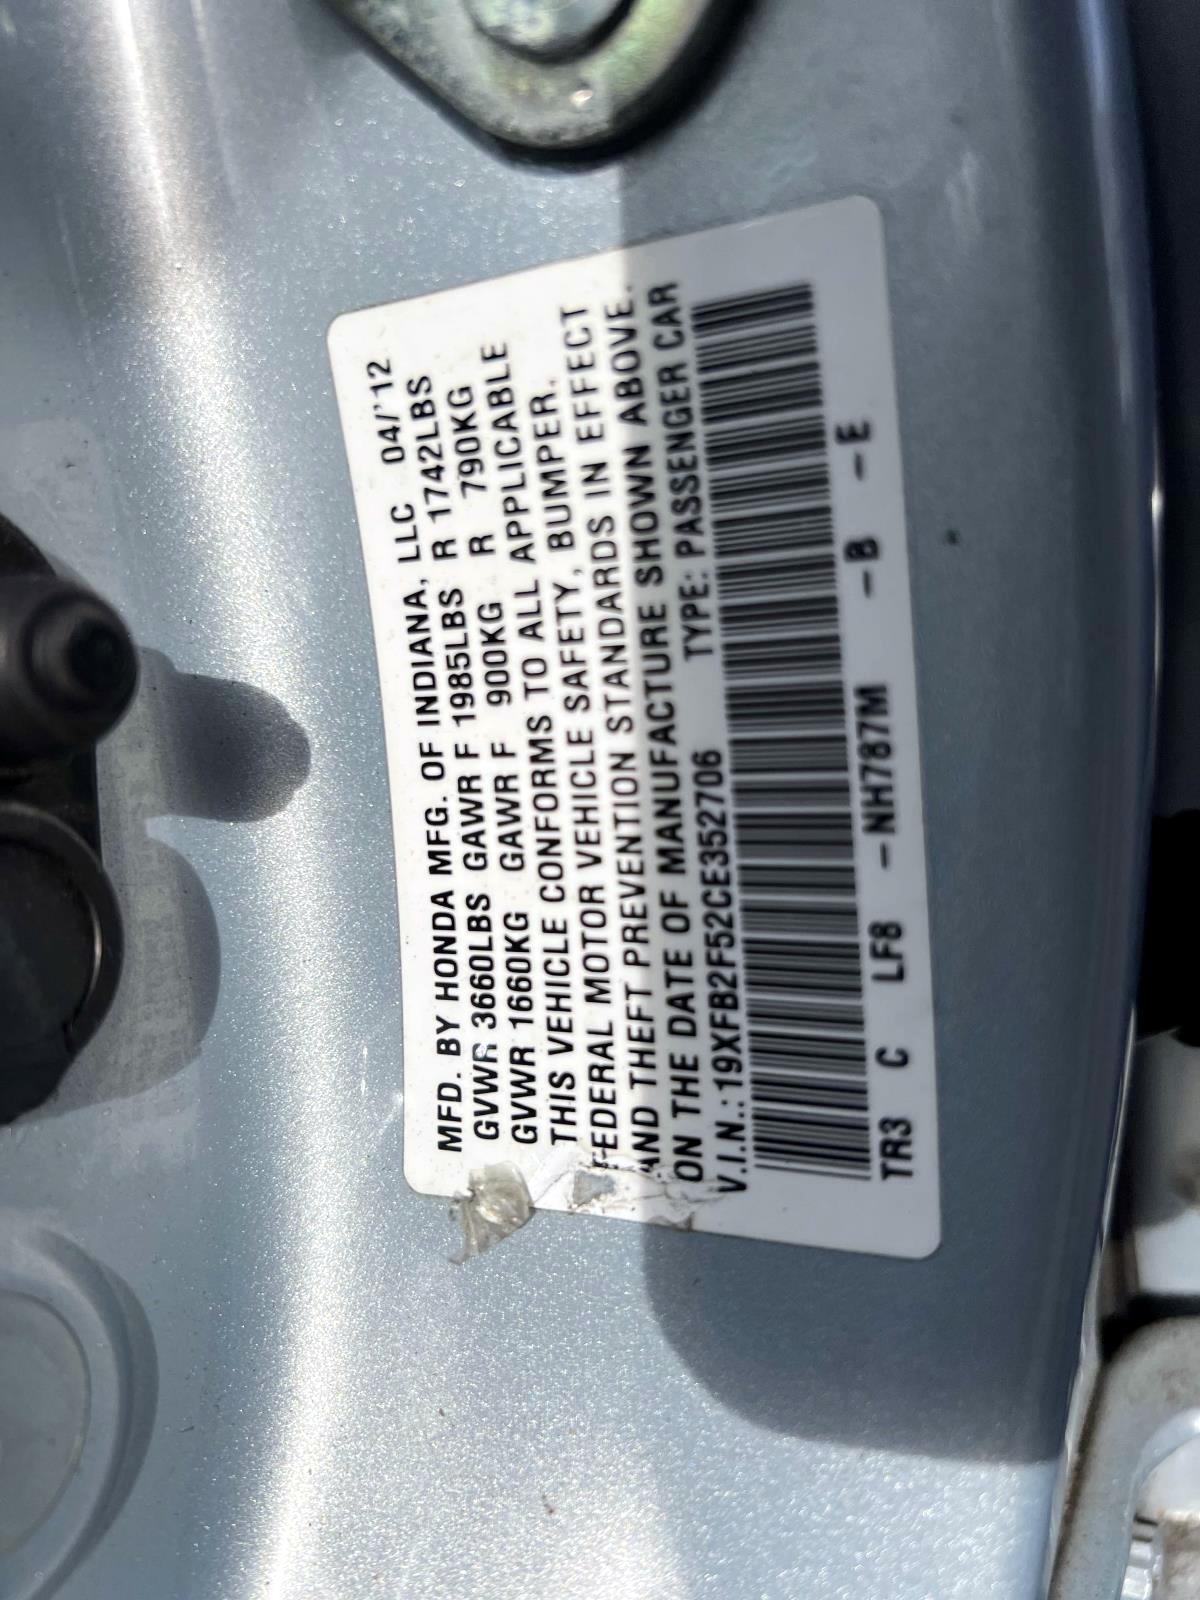 MFD. BY HONDA MFG. OF INDIANA, LLC 04/'12
GVWR 3660LBS GAWR F 1985LBS R 1742LBS
GVWR 1660KG GAWR F 900KG R 790KG
THIS VEHICLE CONFORMS TO ALL APPLICABLE
FEDERAL MOTOR VEHICLE SAFETY, BUMPER.
AND THEFT PREVENTION STANDARDS IN EFFECT
ON THE DATE OF MANUFACTURE SHOWN ABOVE.
V.I.N.:19XFB2F52CE352706 TYPE: PASSENGER CAR
TR3 C LF8 -NH787M -B -E